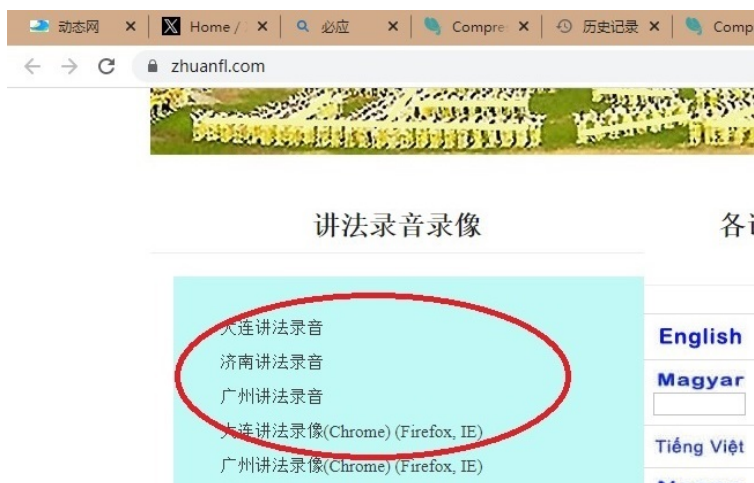 动态网
Home /
必应
Compre
历史记录
Comp
zhuanfl.com
讲法录音录像
各
大连讲法录音
济南讲法录音
广州讲法录音
大连讲法录像(Chrome) (Firefox, IE)
广州讲法录像(Chrome) (Firefox, IE)
English
Magyar
Tiếng Việt